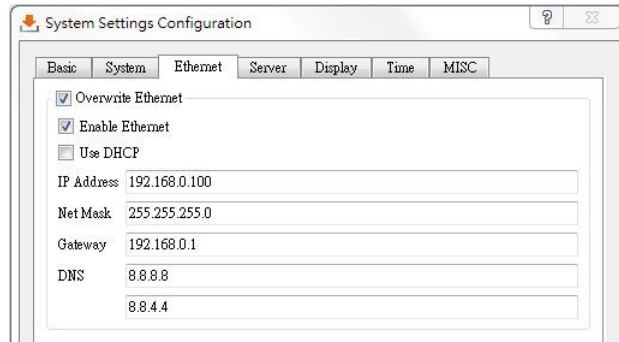 System Settings Configuration
Basic System Ethernet Server Display Time MISC
Overwrite Ethernet
Enable Ethernet
Use DHCP
IP Address 192.168.0.100
Net Mask 255.255.255.0
Gateway 192.168.0.1
DNS 8.8.8.8
8.8.4.4